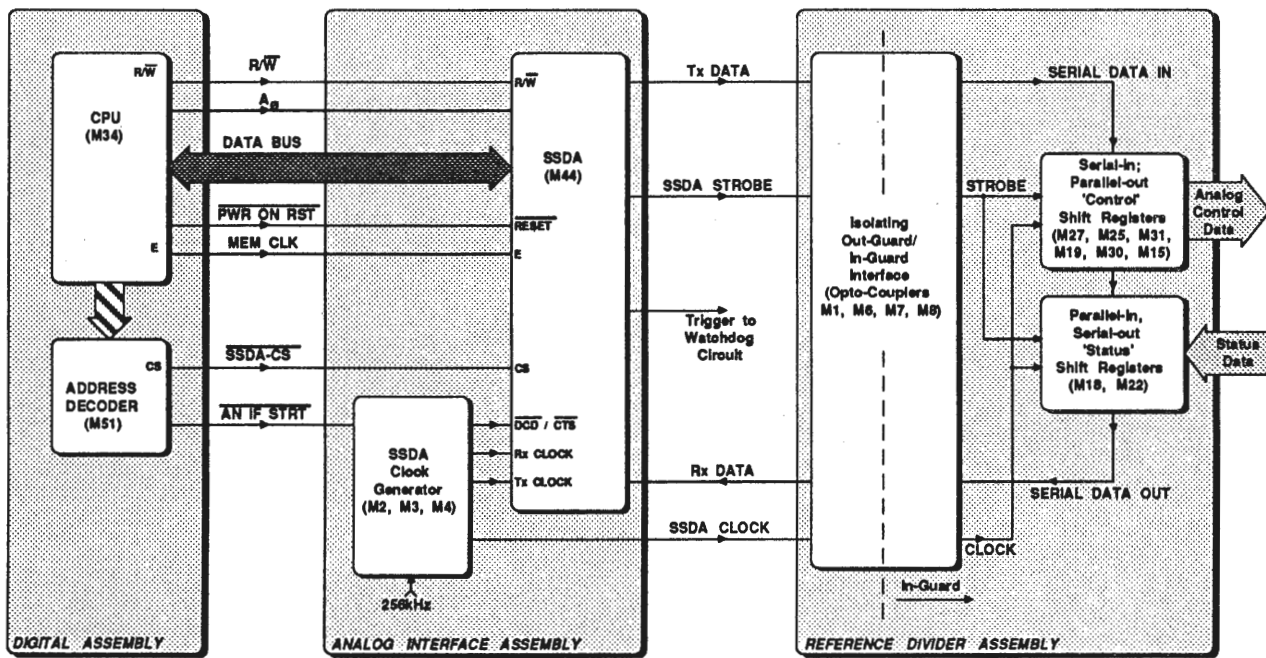 R/W
CPU
(M34)
E
CS
ADDRESS
DECODER
(M51)
DIGITAL ASSEMBLY
R/W
Aø
DATA BUS
PWR ON RST
MEM CLK
SSDA-CS
AN IF STRT
R/W
SSDA
(M44)
RESET
E
CS
DCD / CTS
Rx CLOCK
Tx CLOCK
SSDA
Clock
Generator
(M2, M3, M4)
256kHz
ANALOG INTERFACE ASSEMBLY
Tx DATA
SSDA STROBE
Trigger to
Watchdog
Circuit
Rx DATA
SSDA CLOCK
Isolating
Out-Guard/
In-Guard
Interface
(Opto-Couplers
M1, M6, M7, M8)
In-Guard
SERIAL DATA IN
STROBE
Serial-in;
Parallel-out
'Control'
Shift Registers
(M27, M25, M31,
M19, M30, M15)
Analog
Control
Data
Parallel-in,
Serial-out
'Status'
Shift Registers
(M18, M22)
Status
Data
SERIAL DATA OUT
CLOCK
REFERENCE DIVIDER ASSEMBLY